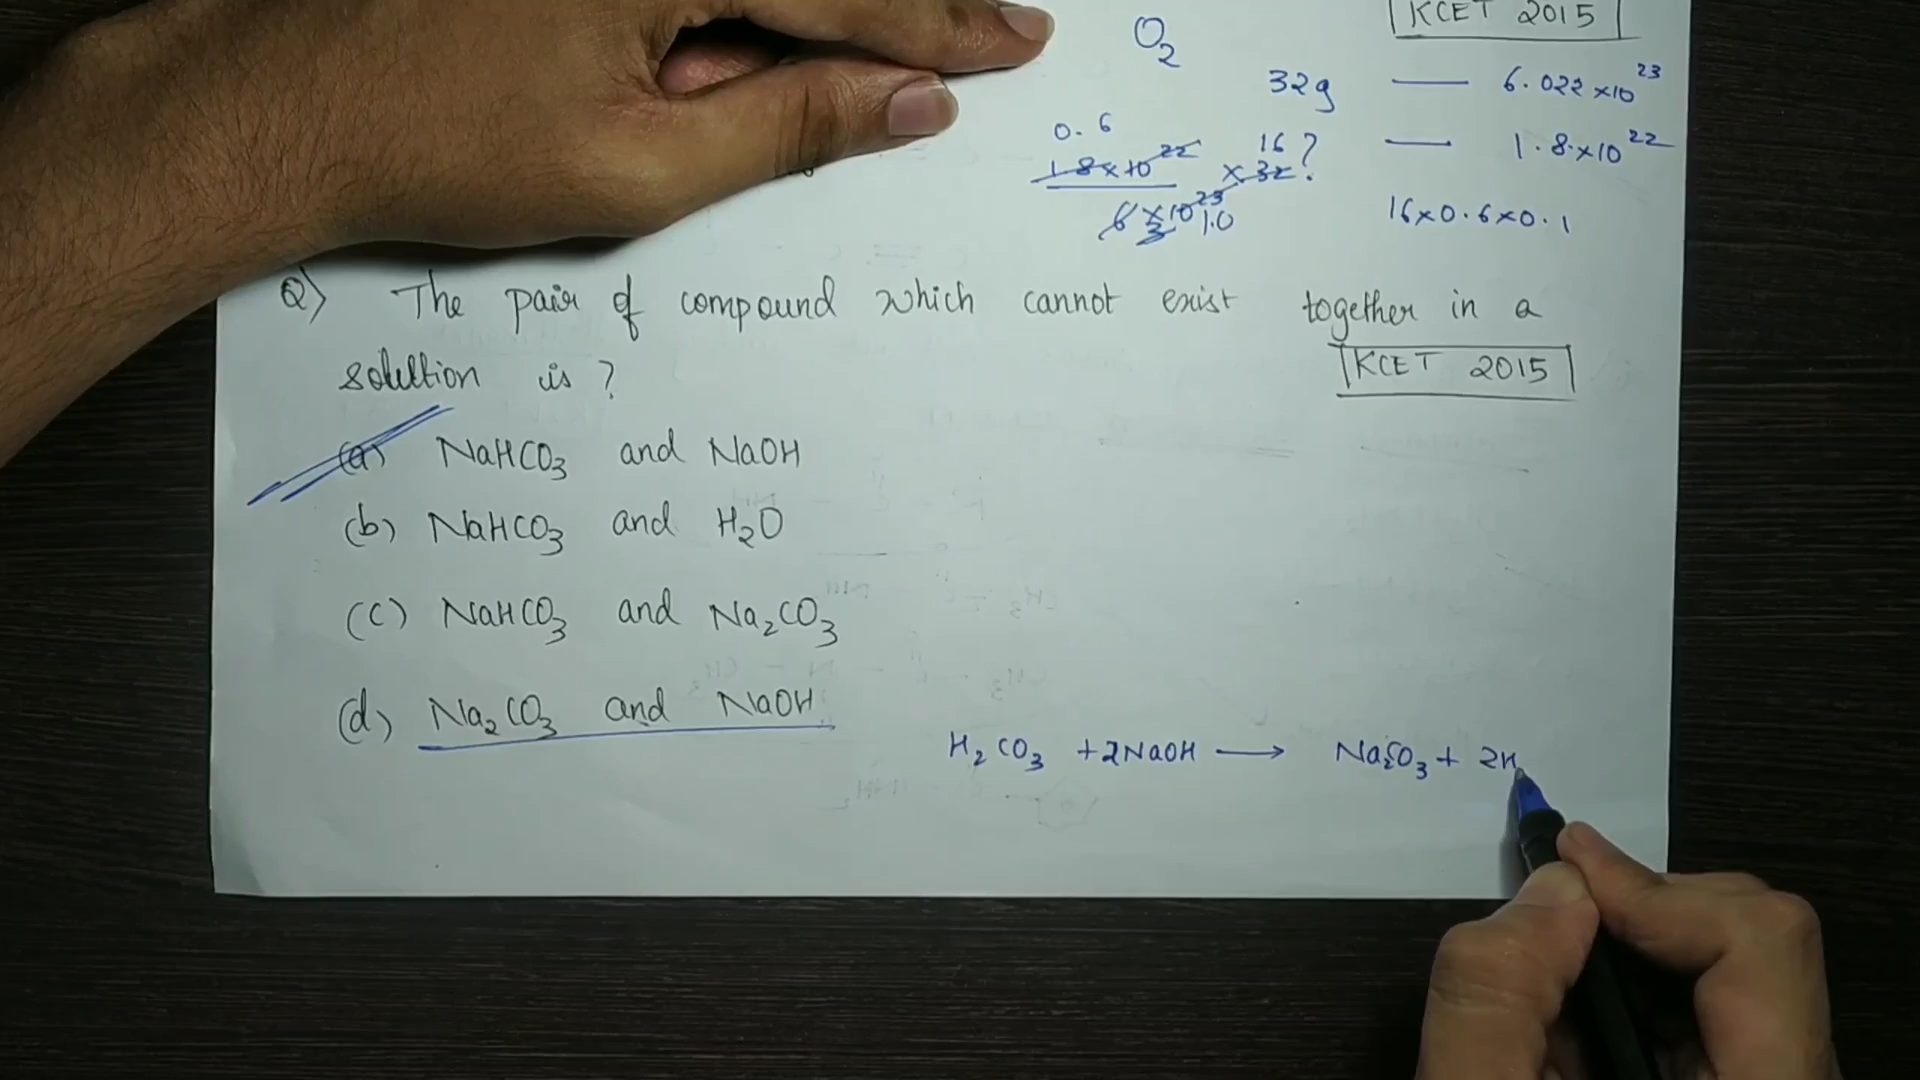 KCET 2015
O2
32g — 6.022×10^23
0.6
16 ? — 1.8×10^22
1.8×10^22 × 32
6×10^23 1.0
3
16×0.6×0.1
Q) The pair of compound which cannot exist together in a
solution is ?
KCET 2015
(a) NaHCO3 and NaOH
(b) NaHCO3 and H2O
(c) NaHCO3 and Na2CO3
(d) Na2CO3 and NaOH
H2CO3 + 2NaOH → Na2CO3 + 2H